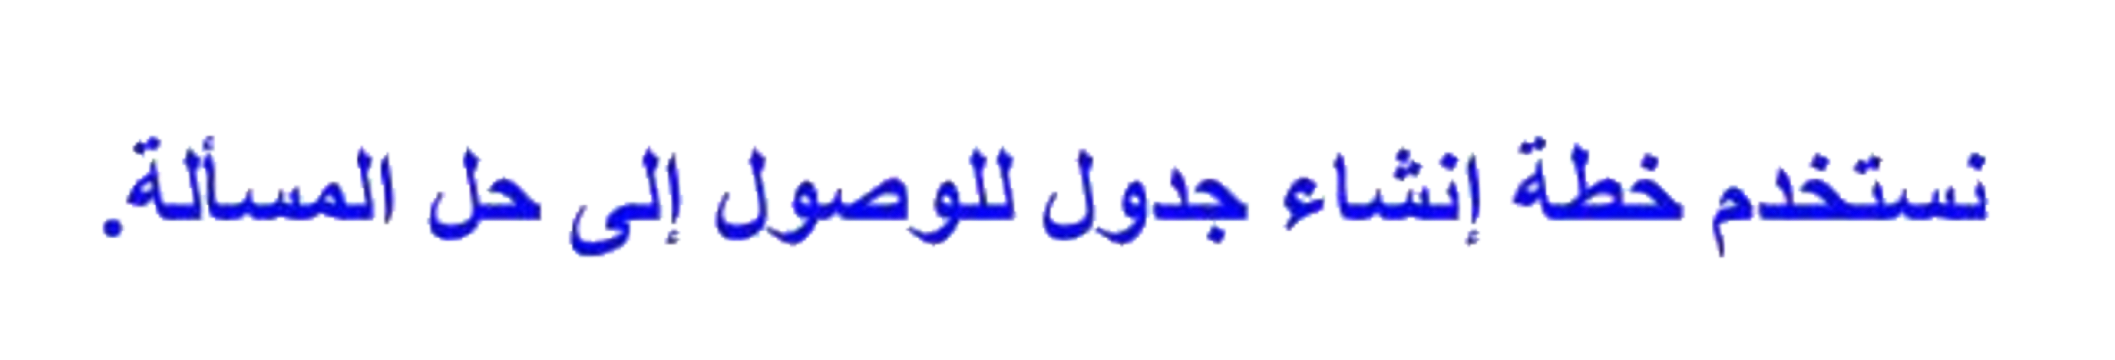 نستخدم خطة إنشاء جدول للوصول إلى حل المسألة.